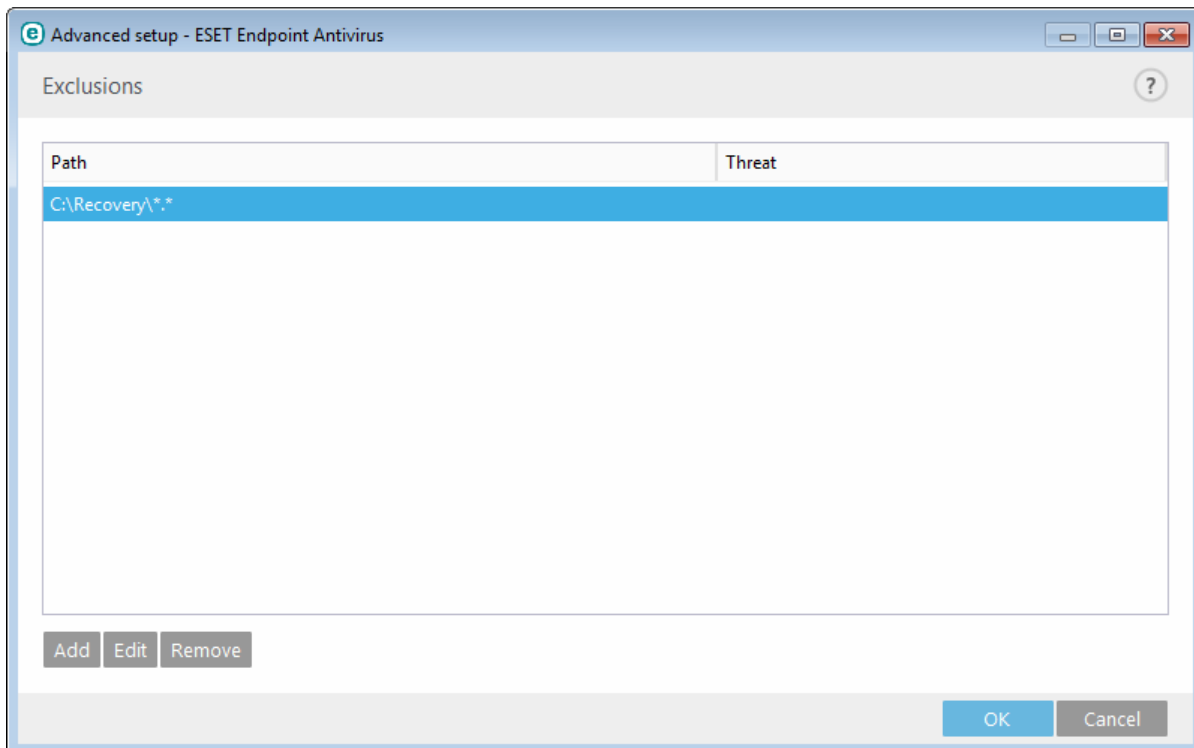 e Advanced setup - ESET Endpoint Antivirus
Exclusions ?
Path Threat
C:\Recovery\*.*
Add Edit Remove
OK Cancel